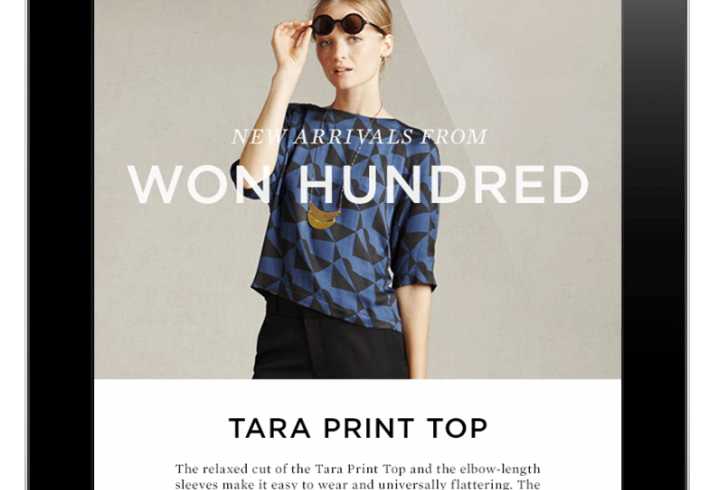 NEW ARRIVALS FROM
WON HUNDRED
TARA PRINT TOP
The relaxed cut of the Tara Print Top and the elbow-length
sleeves make it easy to wear and universally flattering. The